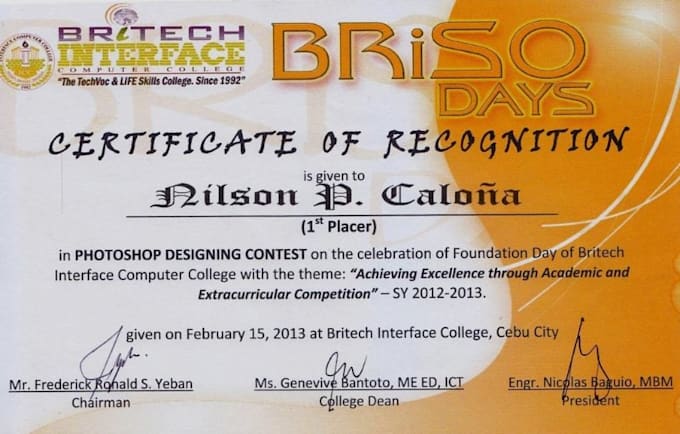 BRiTECH
INTERFACE
COMPUTER COLLEGE
"The TechVoc & LIFE Skills College. Since 1992"
BRiSO
DAYS
CERTIFICATE OF RECOGNITION
is given to
Nilson P. Caloña
(1st Placer)
in PHOTOSHOP DESIGNING CONTEST on the celebration of Foundation Day of Britech
Interface Computer College with the theme: "Achieving Excellence through Academic and
Extracurricular Competition" – SY 2012-2013.
given on February 15, 2013 at Britech Interface College, Cebu City
Mr. Frederick Ronald S. Yeban
Chairman
Ms. Genevive Bantoto, ME ED, ICT
College Dean
Engr. Nicolas Baguio, MBM
President